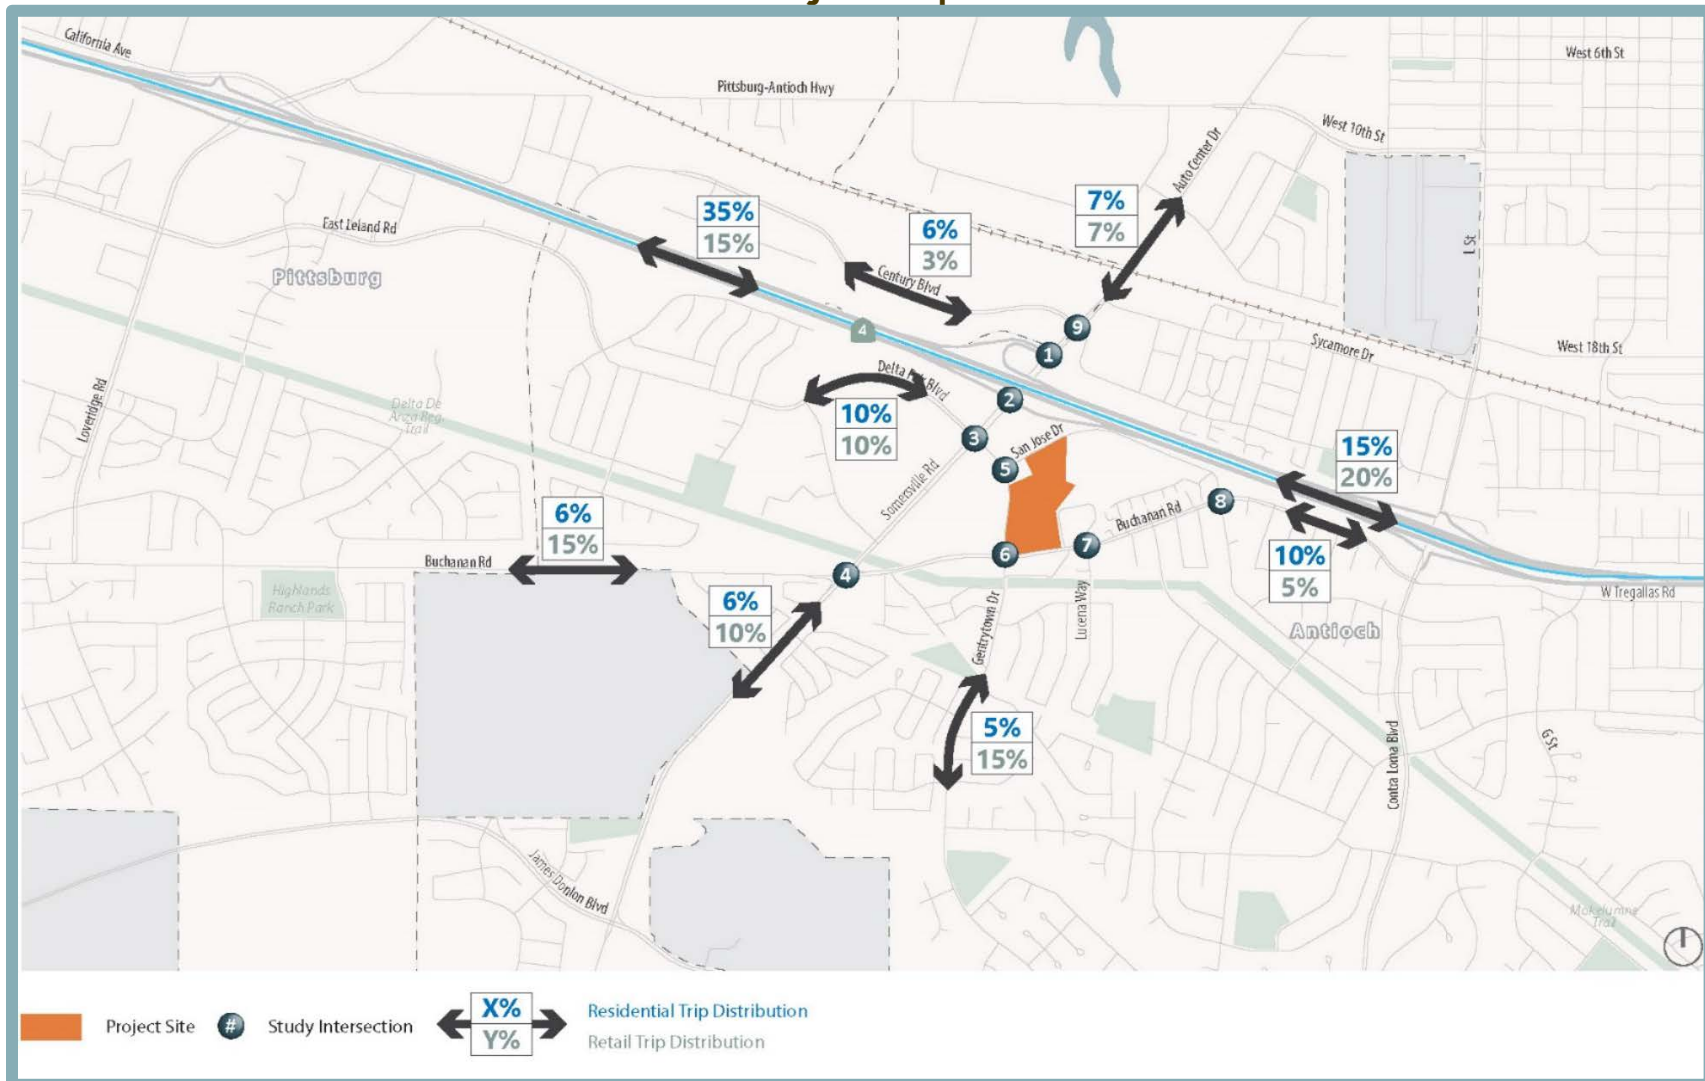 California Ave
West 6th St
Pittsburg-Antioch Hwy
West 10th St
Auto Center Dr
35%
15%
6%
3%
7%
7%
East Leland Rd
L St
Pittsburg
Century Blvd
4
9
1
Sycamore Dr
West 18th St
Delta
Blvd
2
Loveridge Rd
Delta De
Anza Reg.
Trail
10%
10%
3
San Jose Dr
5
15%
20%
Somersville Rd
8
Buchanan Rd
6%
15%
7
6
10%
5%
Buchanan Rd
4
Highlands
Ranch Park
W Tregallas Rd
6%
10%
Gentrytown Dr
Lucena Way
Antioch
5%
15%
Contra Loma Blvd
G St
James Donlon Blvd
Mokelumne
Trail
Project Site
#
Study Intersection
X%
Y%
Residential Trip Distribution
Retail Trip Distribution